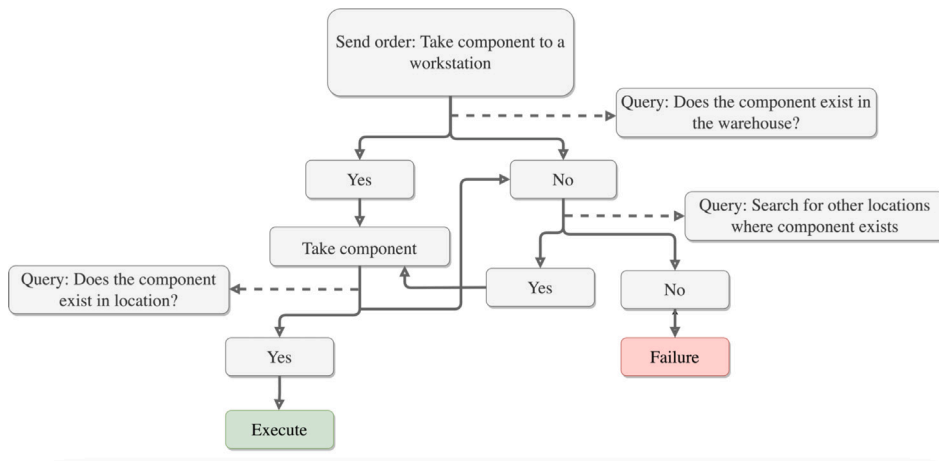 Send order: Take component to a
workstation
Query: Does the component exist in
the warehouse?
Yes
No
Query: Search for other locations
where component exists
Take component
Query: Does the component
exist in location?
Yes
No
Yes
Failure
Execute